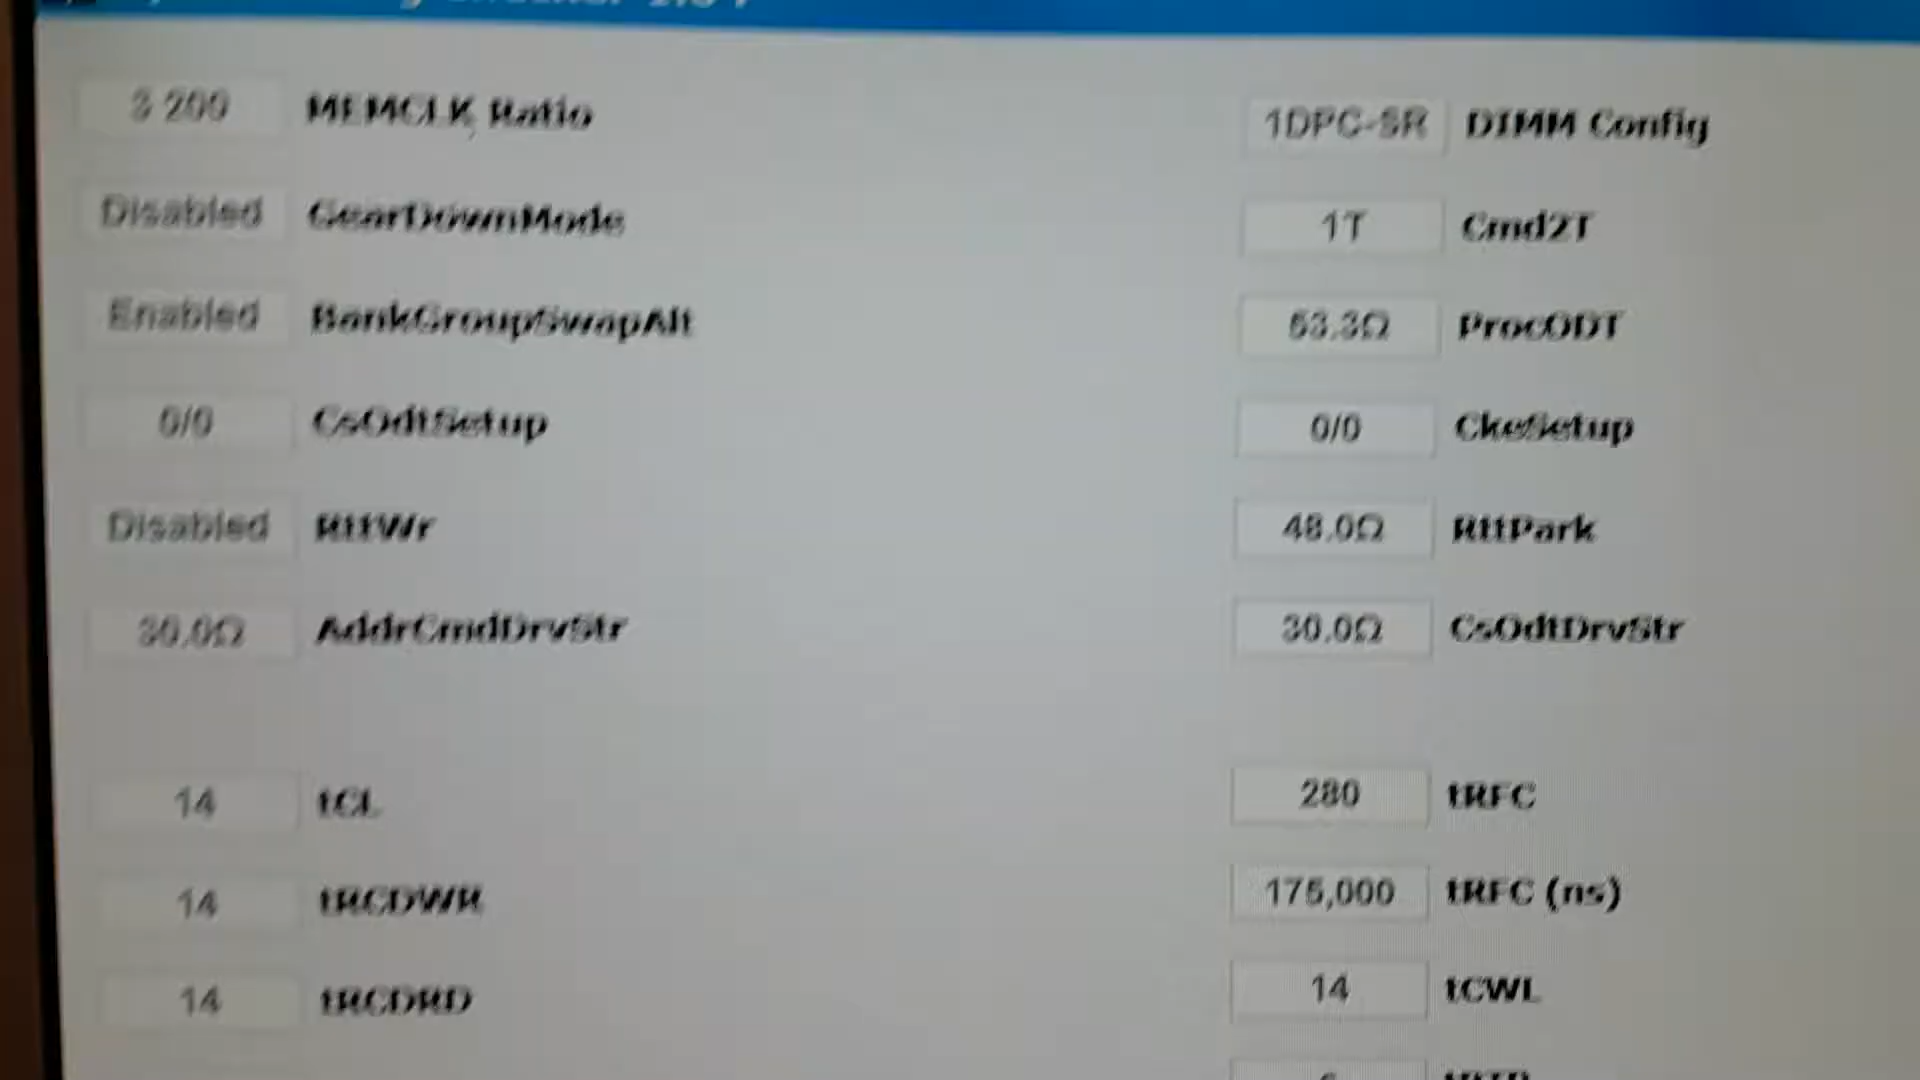 3 200 MEMCLK Ratio 1DPC-SR DIMM Config
Disabled GearDownMode 1T Cmd2T
Enabled BankGroupSwapAlt 53.3Ω ProcODT
0/0 CsOdtSetup 0/0 CkeSetup
Disabled RttWr 48.0Ω RttPark
30.0Ω AddrCmdDrvStr 30.0Ω CsOdtDrvStr
14 tCL 280 tRFC
14 tRCDWR 175,000 tRFC (ns)
14 tRCDRD 14 tCWL